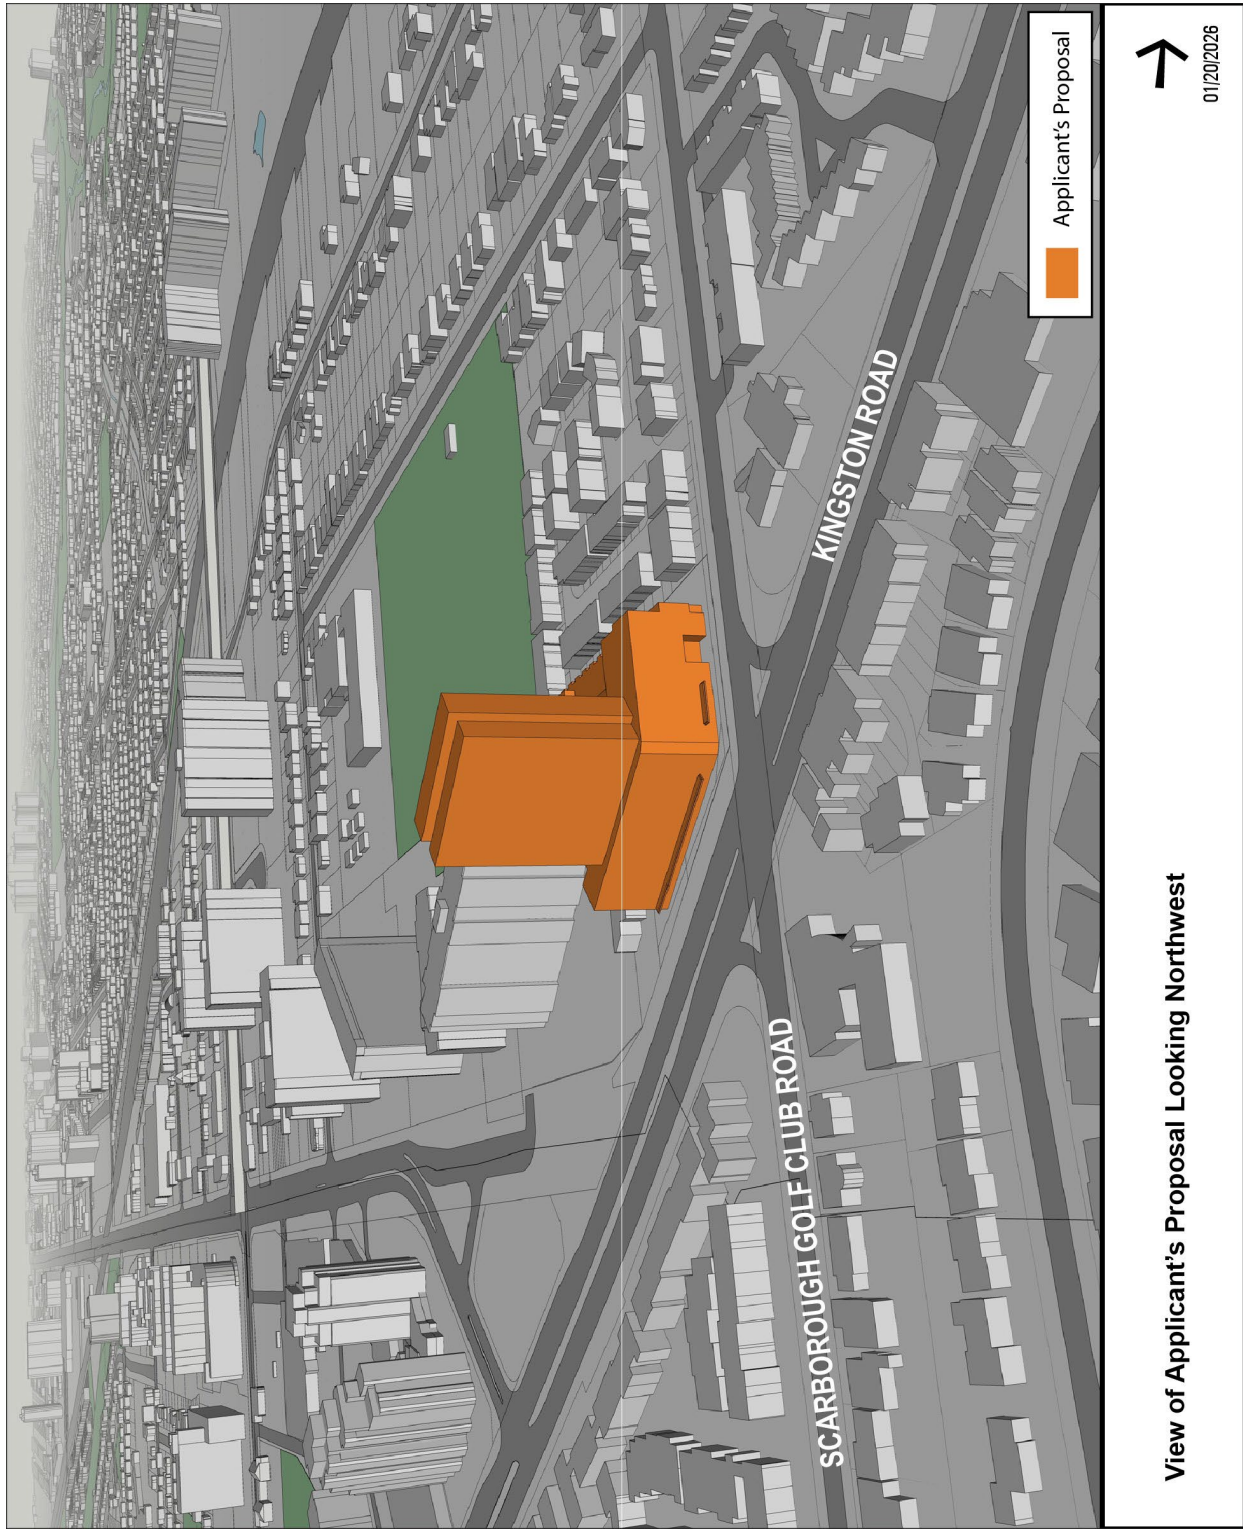 Applicant's Proposal
KINGSTON ROAD
SCARBOROUGH GOLF CLUB ROAD
View of Applicant's Proposal Looking Northwest
01/20/2026